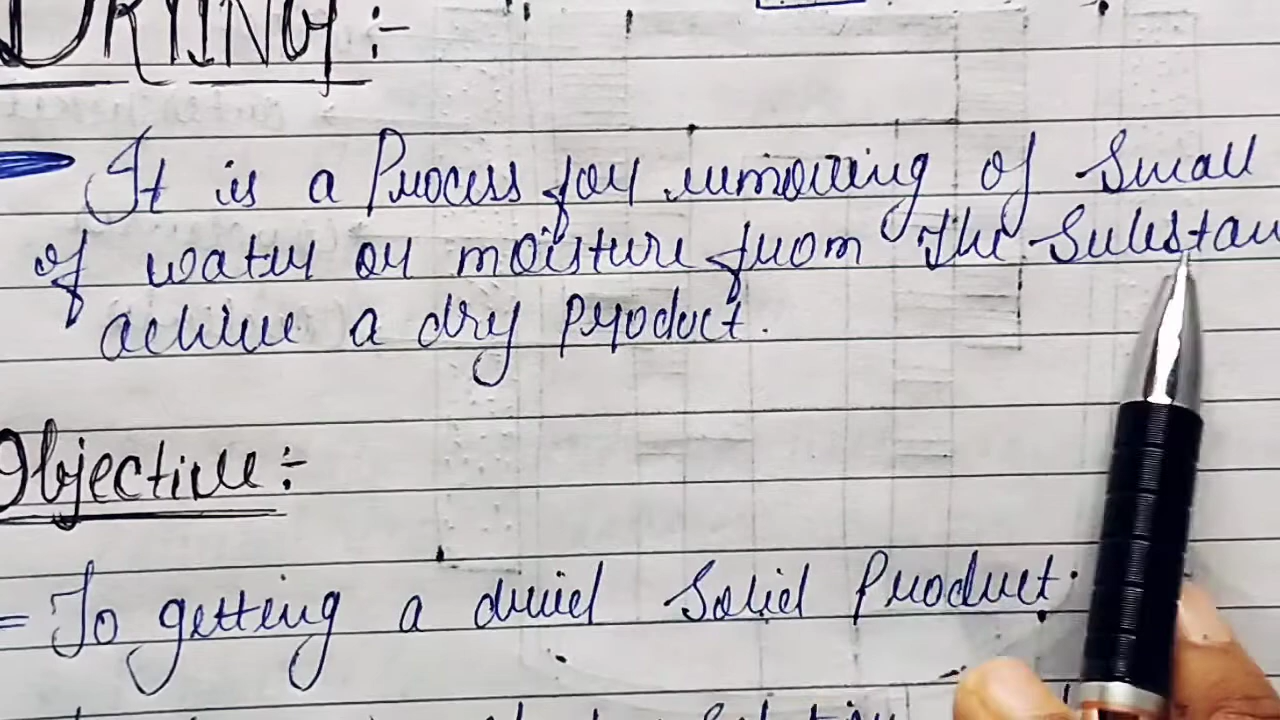 DRYING :-
It is a Process for removing of Small
of water or moisture from the Substan
achive a dry product.
Objective :-
= To getting a dried Solid Product.